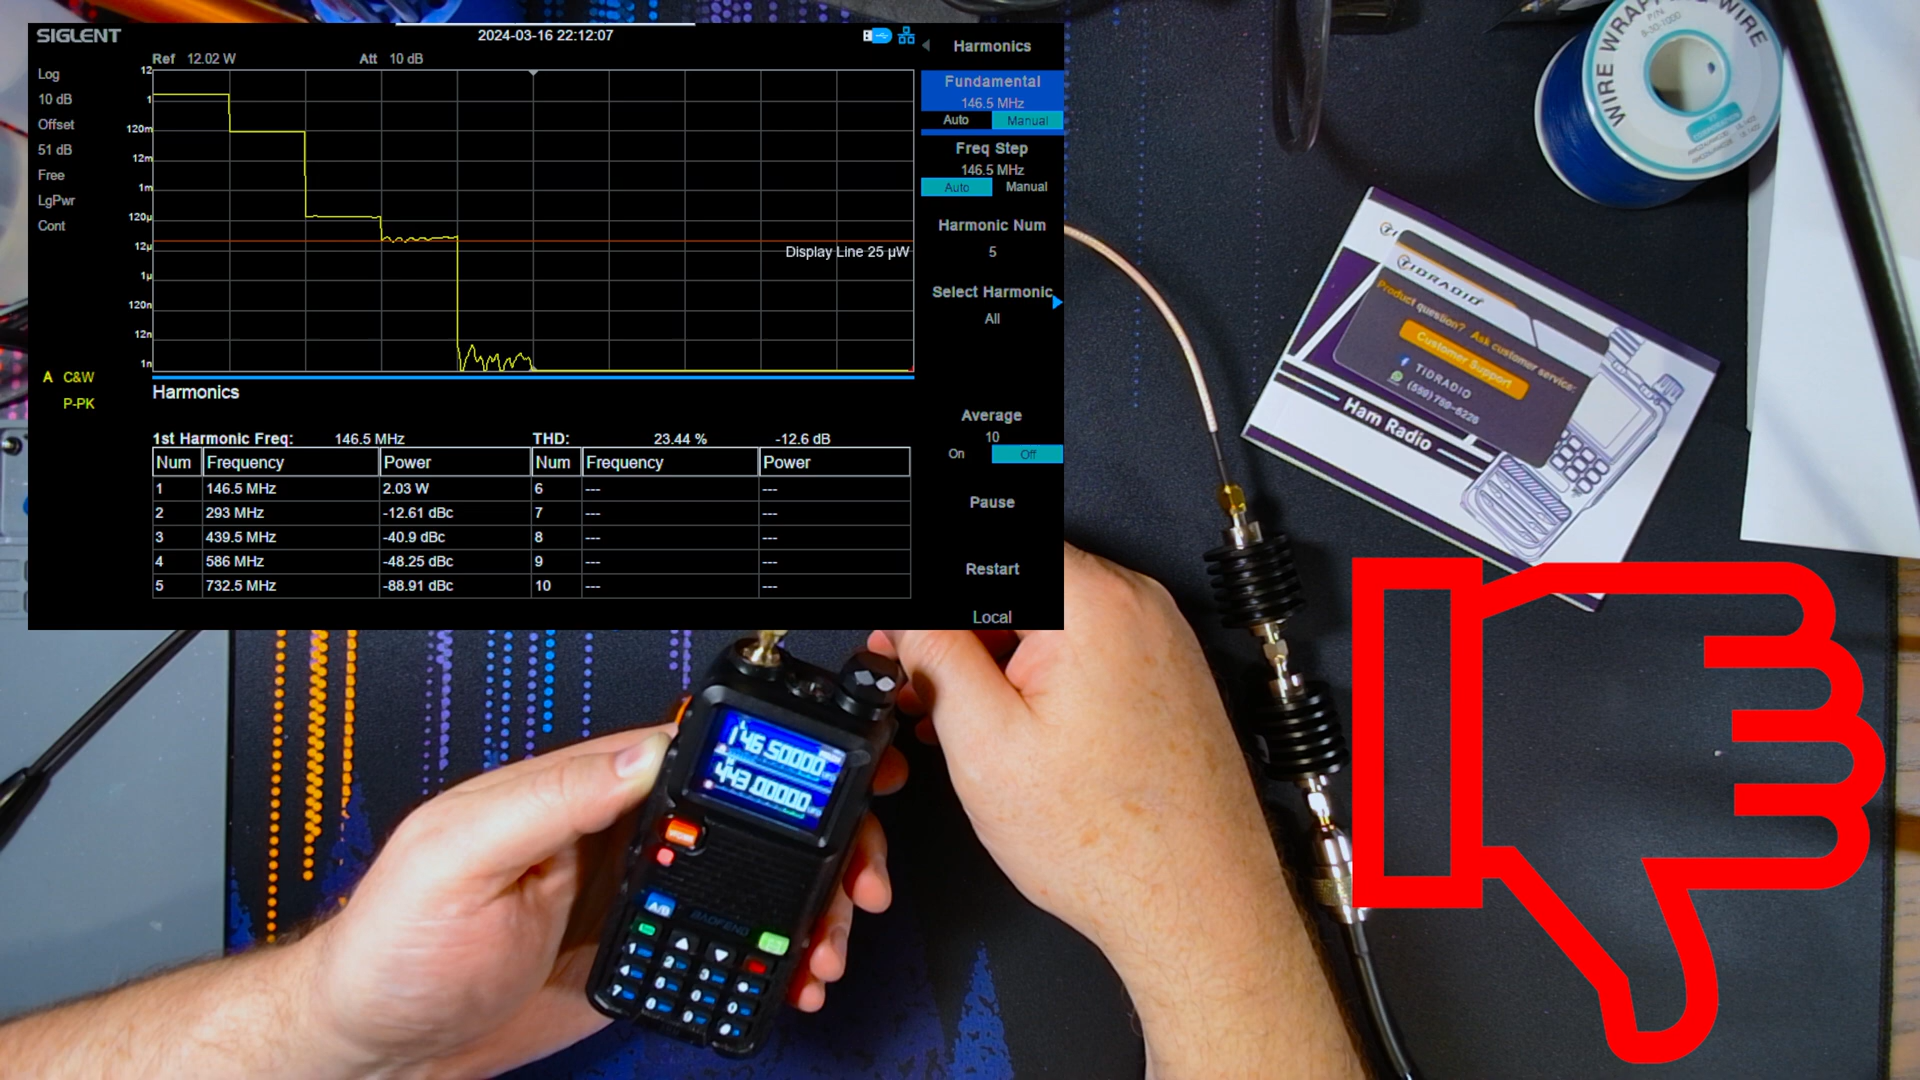 SIGLENT
2024-03-16 22:12:07
Ref 12.02 W Att 10 dB
Log
10 dB
Offset
51 dB
Free
LgPwr
Cont
A C&W
P-PK
12
1
120m
12m
1m
120µ
12µ
1µ
120n
12n
1n
Display Line 25 µW
Harmonics
1st Harmonic Freq: 146.5 MHz THD: 23.44 % -12.6 dB
Num Frequency Power Num Frequency Power
1 146.5 MHz 2.03 W 6 --- ---
2 293 MHz -12.61 dBc 7 --- ---
3 439.5 MHz -40.9 dBc 8 --- ---
4 586 MHz -48.25 dBc 9 --- ---
5 732.5 MHz -88.91 dBc 10 --- ---
Harmonics
Fundamental
146.5 MHz
Auto Manual
Freq Step
146.5 MHz
Auto Manual
Harmonic Num
5
Select Harmonic
All
Average
10
On Off
Pause
Restart
Local
WIRE WRAPPING WIRE
TIDRADIO
Product question? Ask customer service:
Customer Support
TIDRADIO
Ham Radio
146.50000
443.00000
A/B
BAOFENG